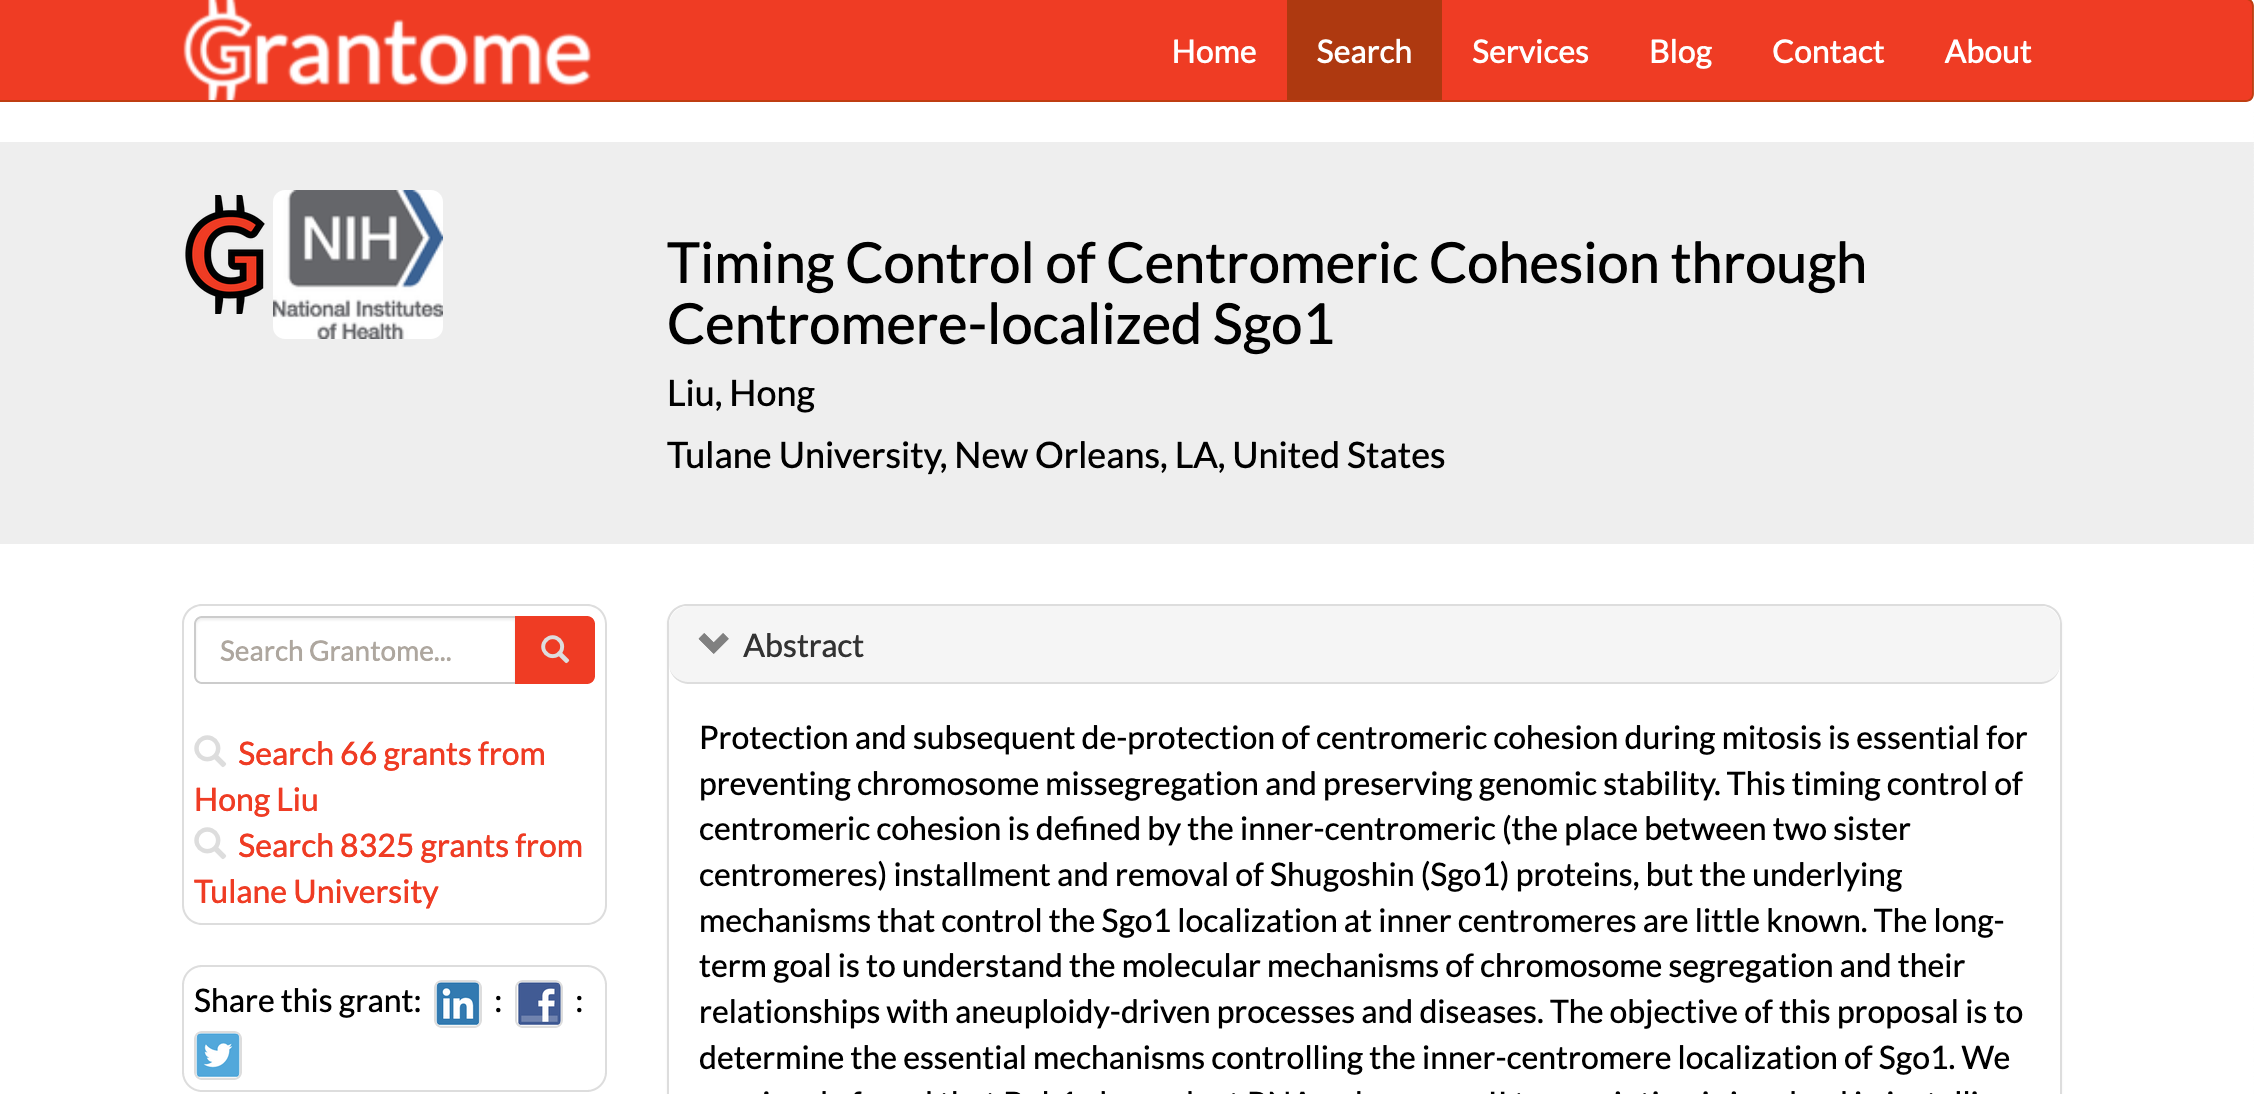 Grantome
Home
Search
Services
Blog
Contact
About
G
NIH
National Institutes
of Health
Timing Control of Centromeric Cohesion through
Centromere-localized Sgo1
Liu, Hong
Tulane University, New Orleans, LA, United States
Search Grantome...
Search 66 grants from
Hong Liu
Search 8325 grants from
Tulane University
Share this grant: in : f :
Abstract
Protection and subsequent de-protection of centromeric cohesion during mitosis is essential for
preventing chromosome missegregation and preserving genomic stability. This timing control of
centromeric cohesion is defined by the inner-centromeric (the place between two sister
centromeres) installment and removal of Shugoshin (Sgo1) proteins, but the underlying
mechanisms that control the Sgo1 localization at inner centromeres are little known. The long-
term goal is to understand the molecular mechanisms of chromosome segregation and their
relationships with aneuploidy-driven processes and diseases. The objective of this proposal is to
determine the essential mechanisms controlling the inner-centromere localization of Sgo1. We